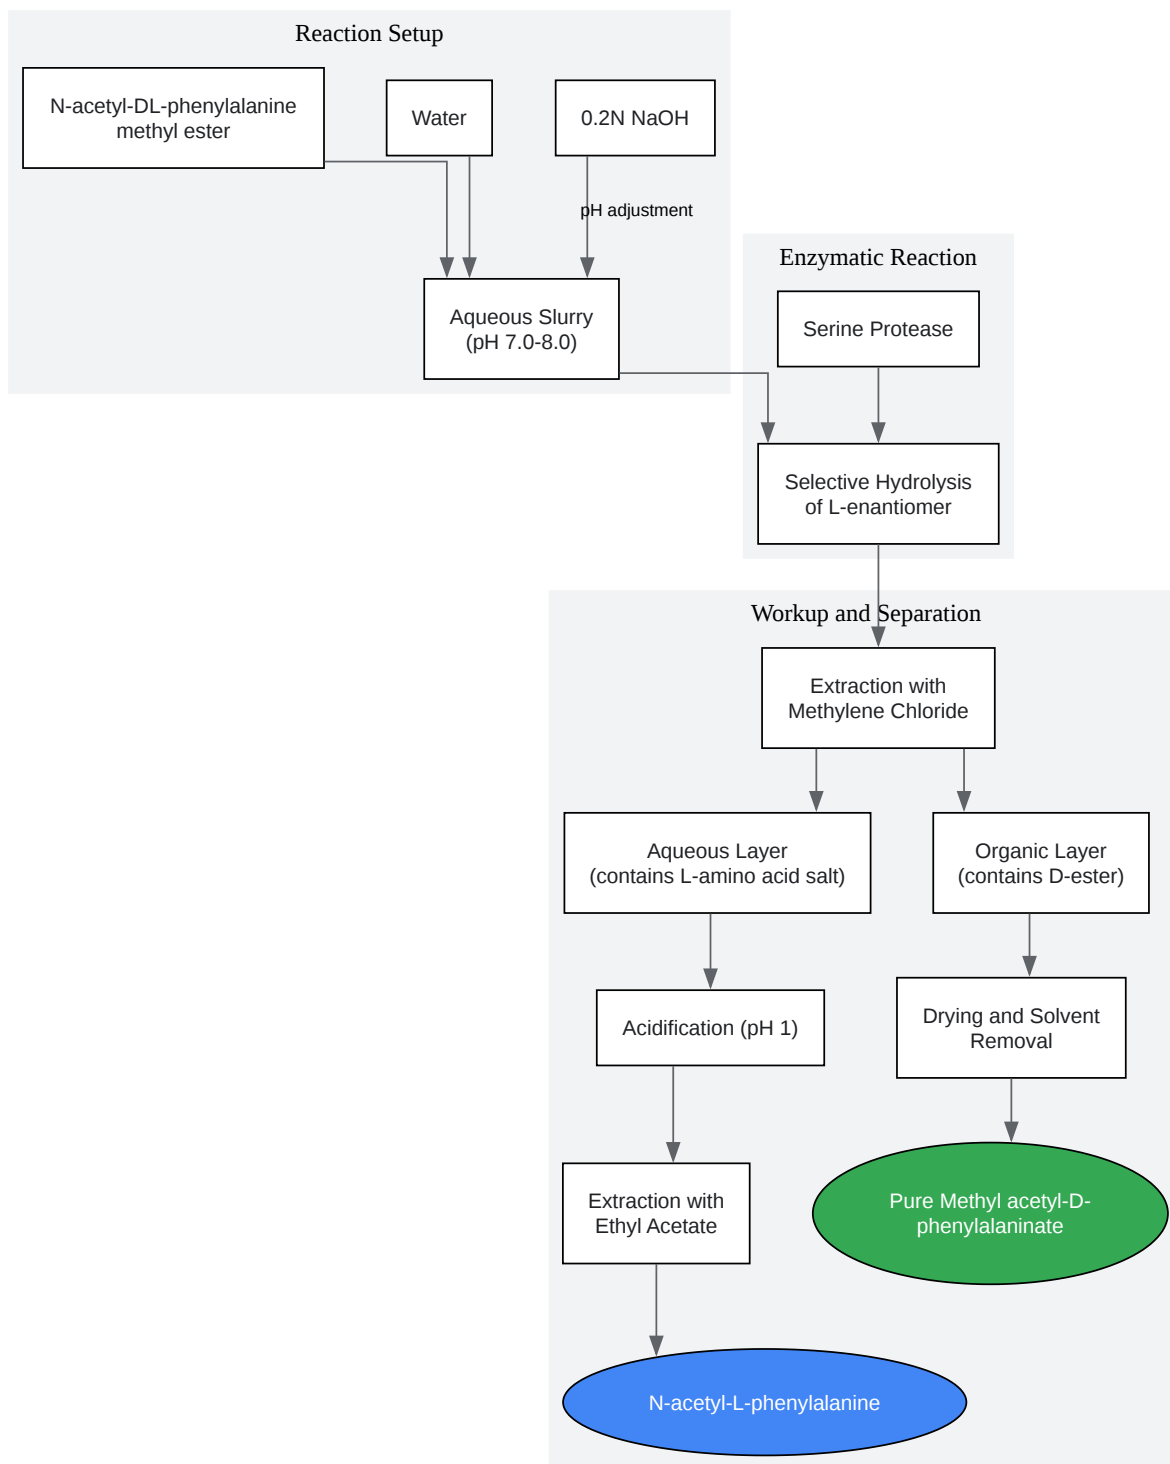 Reaction Setup
N-acetyl-DL-phenylalanine
methyl ester
Water
0.2N NaOH
pH adjustment
Aqueous Slurry
(pH 7.0-8.0)
Enzymatic Reaction
Serine Protease
Selective Hydrolysis
of L-enantiomer
Workup and Separation
Extraction with
Methylene Chloride
Aqueous Layer
(contains L-amino acid salt)
Organic Layer
(contains D-ester)
Acidification (pH 1)
Drying and Solvent
Removal
Extraction with
Ethyl Acetate
Pure Methyl acetyl-D-
phenylalaninate
N-acetyl-L-phenylalanine